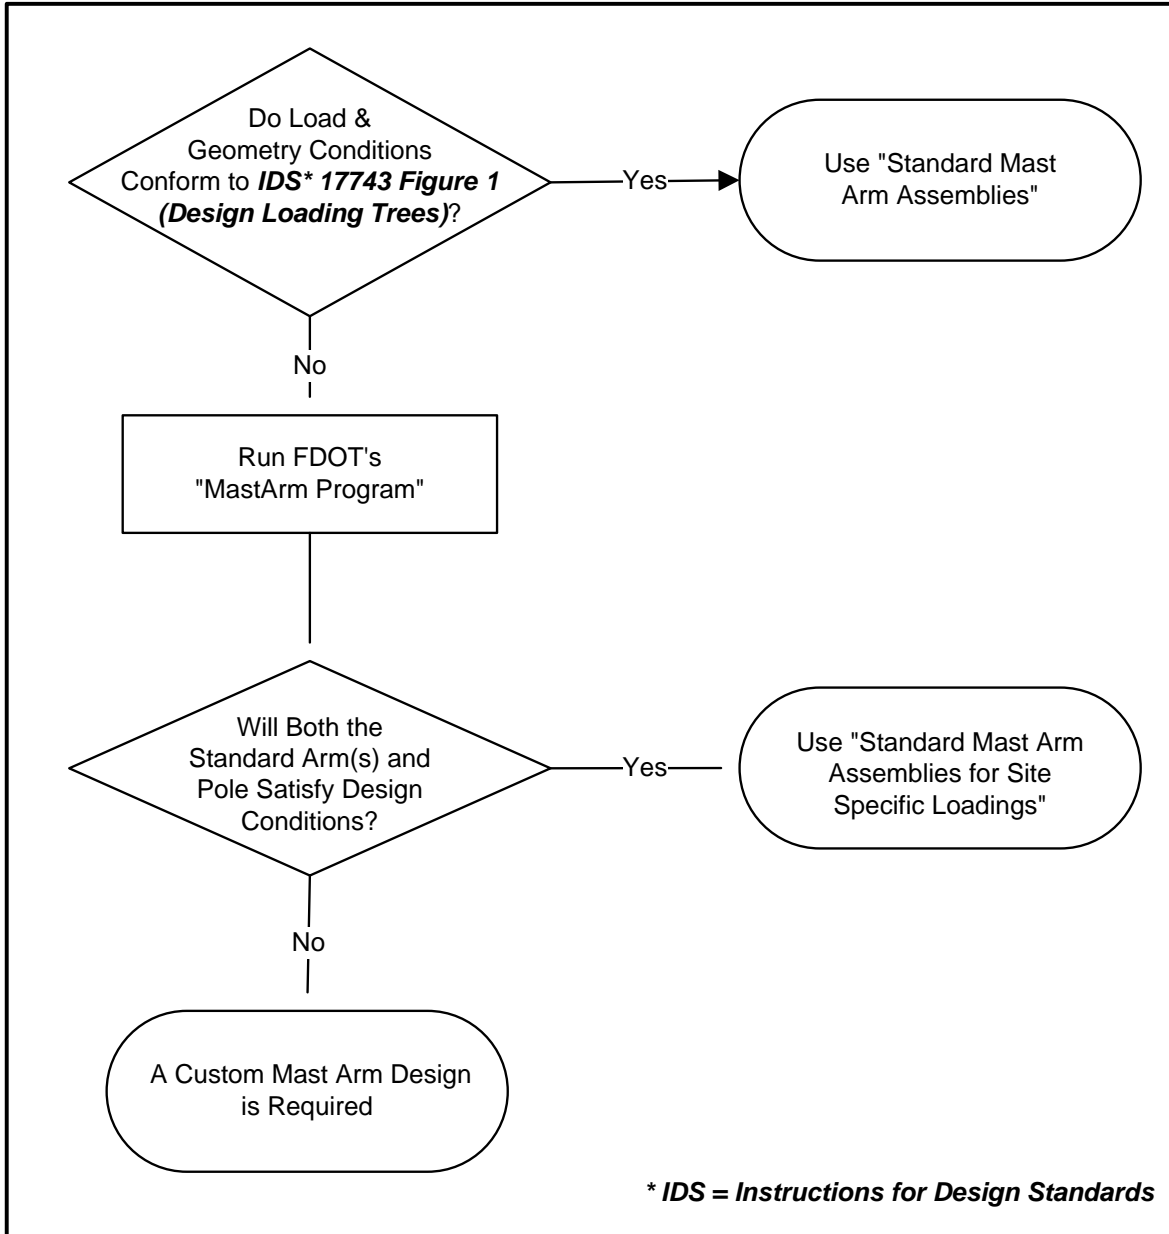 Do Load &
Geometry Conditions
Conform to IDS* 17743 Figure 1
(Design Loading Trees)?
Yes
Use "Standard Mast
Arm Assemblies"
No
Run FDOT's
"MastArm Program"
Will Both the
Standard Arm(s) and
Pole Satisfy Design
Conditions?
Yes
Use "Standard Mast Arm
Assemblies for Site
Specific Loadings"
No
A Custom Mast Arm Design
is Required
* IDS = Instructions for Design Standards